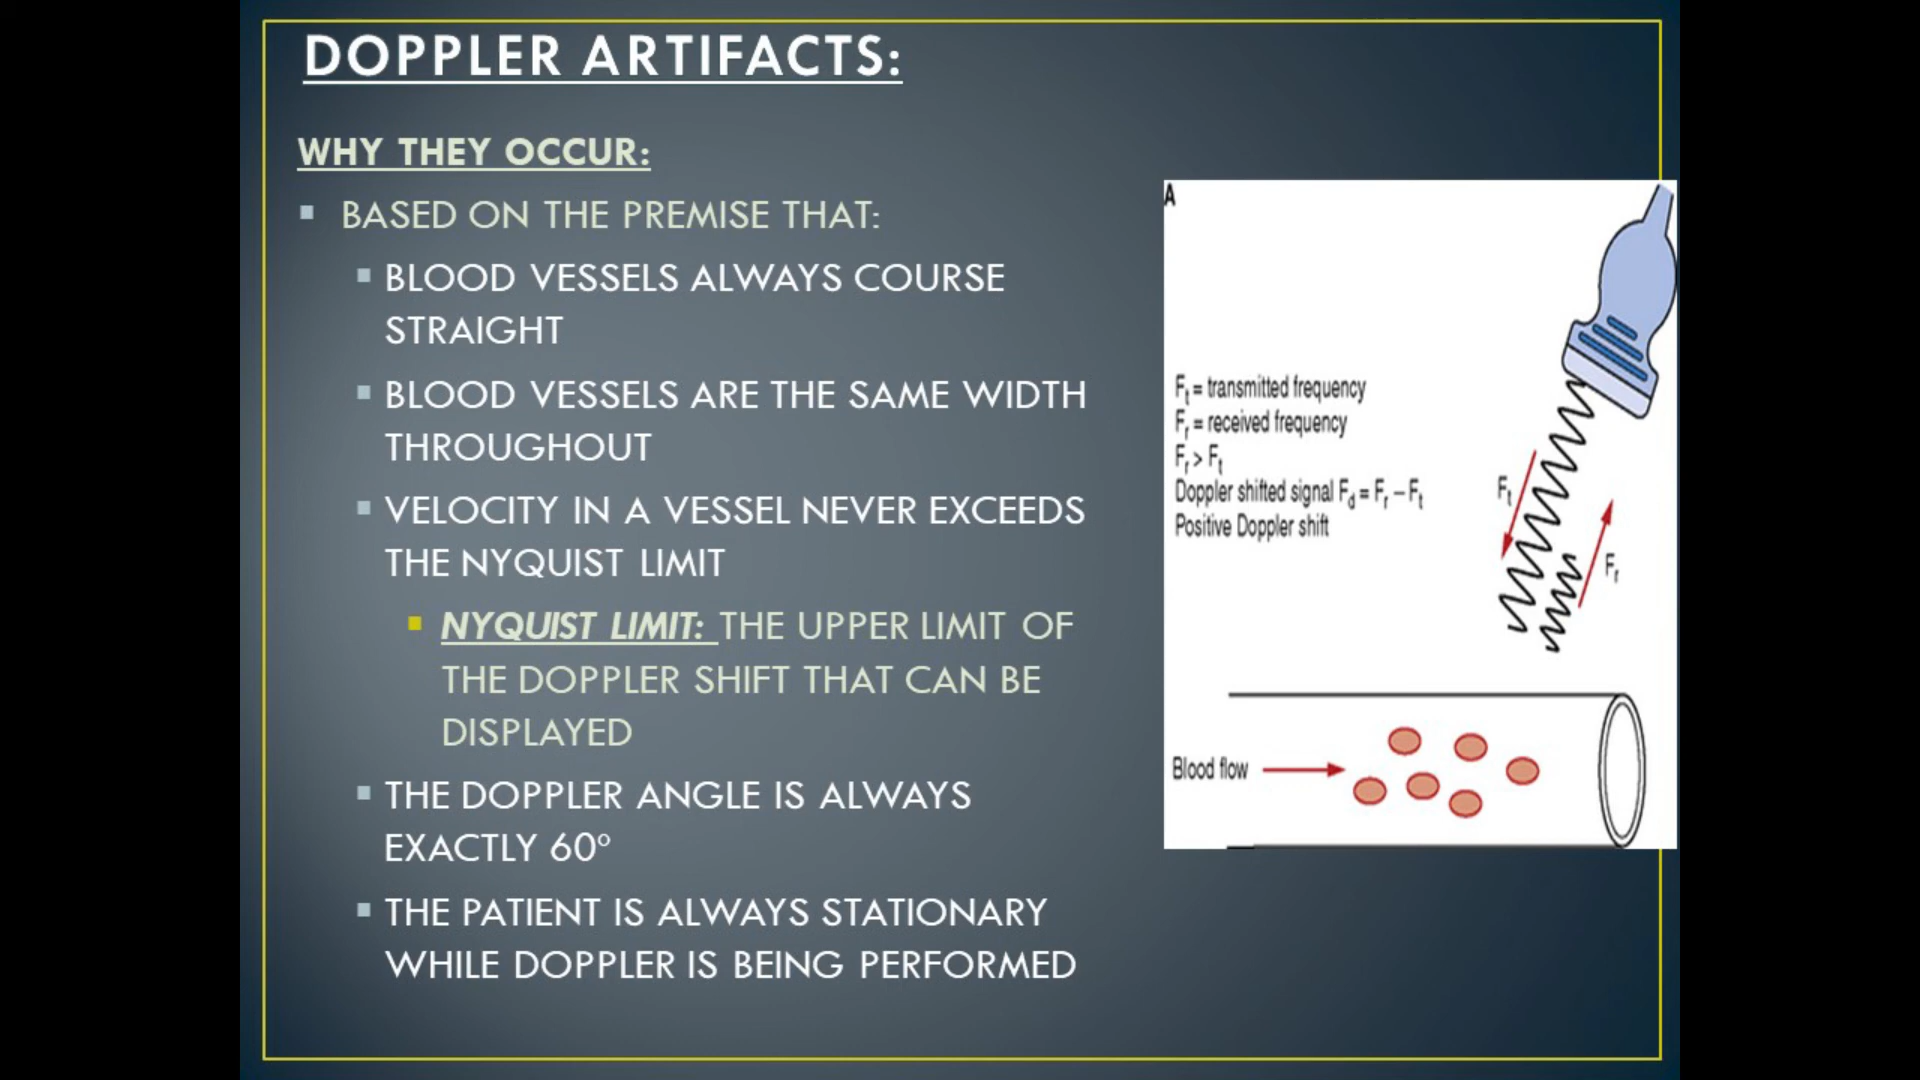 DOPPLER ARTIFACTS:
WHY THEY OCCUR:
▪ BASED ON THE PREMISE THAT:
▪ BLOOD VESSELS ALWAYS COURSE
STRAIGHT
▪ BLOOD VESSELS ARE THE SAME WIDTH
THROUGHOUT
▪ VELOCITY IN A VESSEL NEVER EXCEEDS
THE NYQUIST LIMIT
▪ NYQUIST LIMIT: THE UPPER LIMIT OF
THE DOPPLER SHIFT THAT CAN BE
DISPLAYED
▪ THE DOPPLER ANGLE IS ALWAYS
EXACTLY 60º
▪ THE PATIENT IS ALWAYS STATIONARY
WHILE DOPPLER IS BEING PERFORMED
A
Ft = transmitted frequency
Fr = received frequency
Fr > Ft
Doppler shifted signal Fd = Fr – Ft
Positive Doppler shift
Ft
Fr
Blood flow